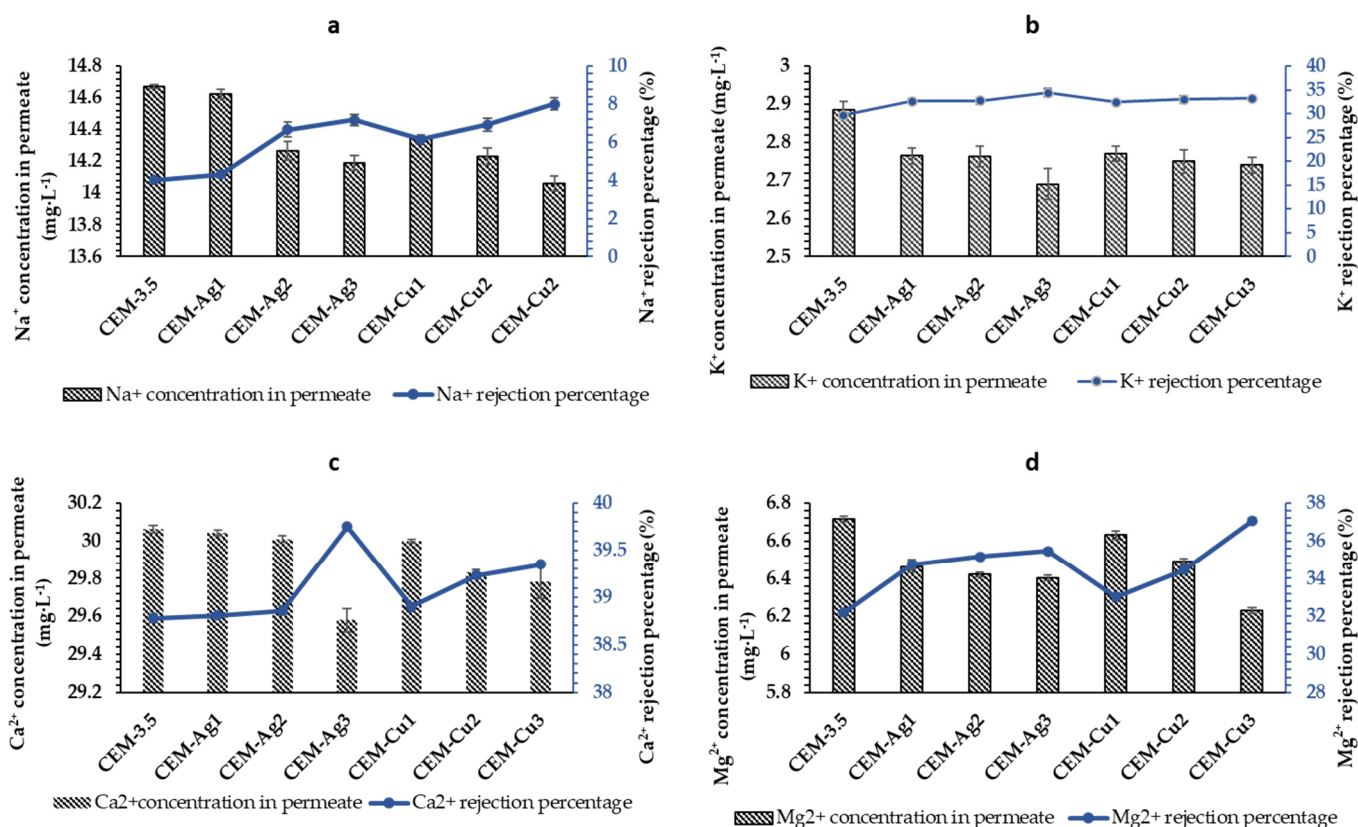 a
Na⁺ concentration in permeate
(mg·L⁻¹)
14.8
14.6
14.4
14.2
14
13.8
13.6
10
8
6
4
2
0
Na⁺ rejection percentage (%)
CEM-3.5
CEM-Ag1
CEM-Ag2
CEM-Ag3
CEM-Cu1
CEM-Cu2
CEM-Cu2
Na+ concentration in permeate
Na+ rejection percentage
b
K⁺ concentration in permeate (mg·L⁻¹)
3
2.9
2.8
2.7
2.6
2.5
40
35
30
25
20
15
10
5
0
K⁺ rejection percentage (%)
CEM-3.5
CEM-Ag1
CEM-Ag2
CEM-Ag3
CEM-Cu1
CEM-Cu2
CEM-Cu3
K+ concentration in permeate
K+ rejection percentage
c
Ca²⁺ concentration in permeate
(mg·L⁻¹)
30.2
30
29.8
29.6
29.4
29.2
40
39.5
39
38.5
38
Ca²⁺ rejection percentage (%)
CEM-3.5
CEM-Ag1
CEM-Ag2
CEM-Ag3
CEM-Cu1
CEM-Cu2
CEM-Cu3
Ca2+concentration in permeate
Ca2+ rejection percentage
d
Mg²⁺ concentration in permeate
(mg·L⁻¹)
6.8
6.6
6.4
6.2
6
5.8
38
36
34
32
30
28
Mg²⁺ rejection percentage (%)
CEM-3.5
CEM-Ag1
CEM-Ag2
CEM-Ag3
CEM-Cu1
CEM-Cu2
CEM-Cu3
Mg2+ concentration in permeate
Mg2+ rejection percentage